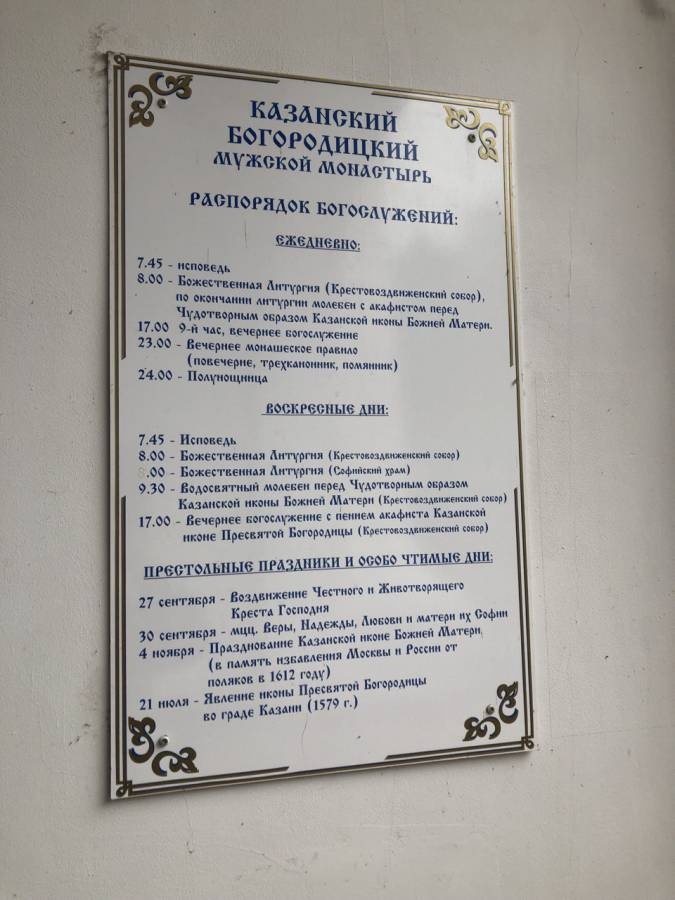 КАЗАНСКИЙ
БОГОРОДИЦКИЙ
МУЖСКОЙ МОНАСТЫРЬ
РАСПОРЯДОК БОГОСЛУЖЕНИЙ:
ЕЖЕДНЕВНО:
7.45 - исповедь
8.00 - Божественная Литургия (Крестовоздвиженский собор),
по окончании литургии молебен с акафистом перед
Чудотворным образом Казанской иконы Божией Матери.
17.00 9-й час, вечернее богослужение
23.00 - Вечернее монашеское правило
(повечерие, трехканонник, помянник)
24.00 - Полунощница
ВОСКРЕСНЫЕ ДНИ:
7.45 - Исповедь
8.00 - Божественная Литургия (Крестовоздвиженский собор)
.00 - Божественная Литургия (Софийский храм)
9.30 - Водосвятный молебен перед Чудотворным образом
Казанской иконы Божией Матери (Крестовоздвиженский собор)
17.00 - Вечернее богослужение с пением акафиста Казанской
иконе Пресвятой Богородицы (Крестовоздвиженский собор)
ПРЕСТОЛЬНЫЕ ПРАЗДНИКИ И ОСОБО ЧТИМЫЕ ДНИ:
27 сентября - Воздвижение Честного и Животворящего
Креста Господня
30 сентября - мцц. Веры, Надежды, Любови и матери их Софии
4 ноября - Празднование Казанской иконе Божией Матери
(в память избавления Москвы и России от
поляков в 1612 году)
21 июля - Явление иконы Пресвятой Богородицы
во граде Казани (1579 г.)